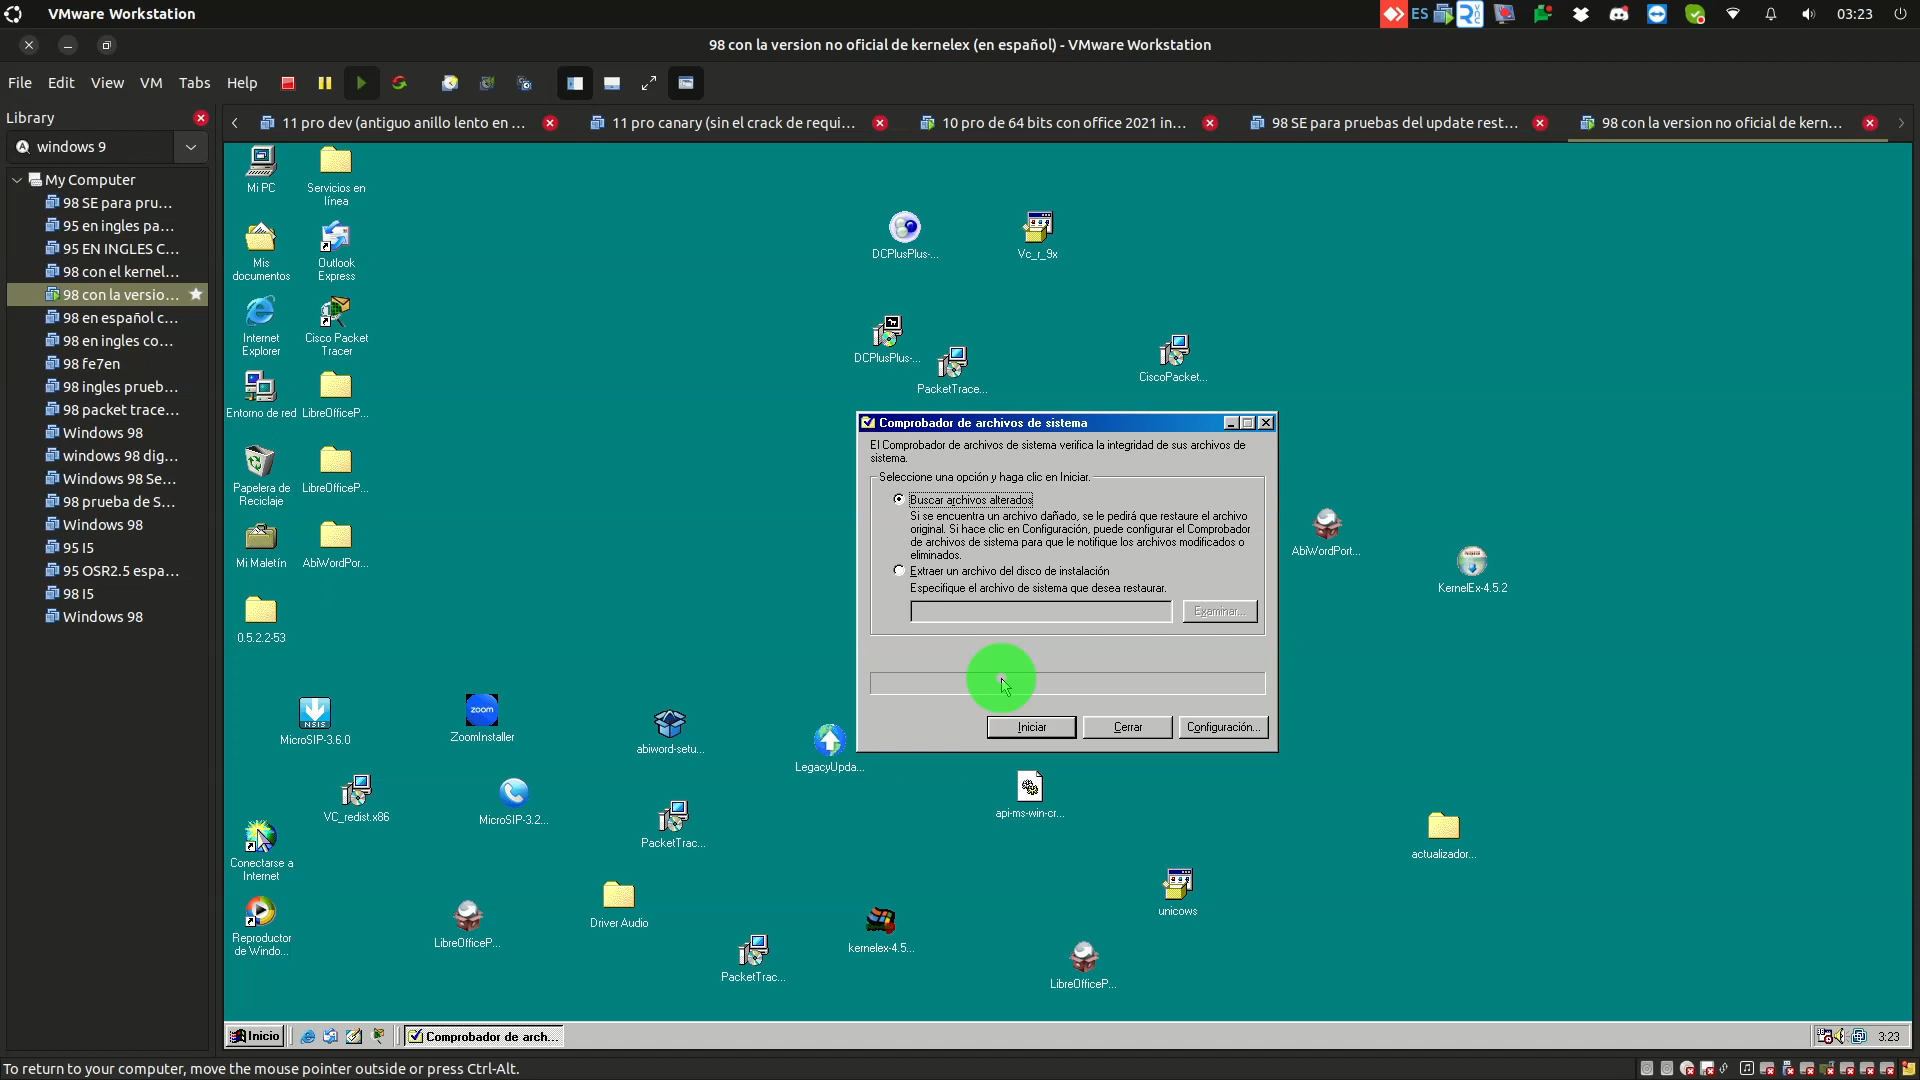 VMware Workstation
ES
03:23
98 con la version no oficial de kernelex (en español) - VMware Workstation
File Edit View VM Tabs Help
Library
windows 9
11 pro dev (antiguo anillo lento en ...
11 pro canary (sin el crack de requi...
10 pro de 64 bits con office 2021 in...
98 SE para pruebas del update rest...
98 con la version no oficial de kern...
My Computer
98 SE para pru...
95 en ingles pa...
95 EN INGLES C...
98 con el kernel...
98 con la versio...
98 en español c...
98 en ingles co...
98 fe7en
98 ingles prueb...
98 packet trace...
Windows 98
windows 98 dig...
Windows 98 Se...
98 prueba de S...
Windows 98
95 I5
95 OSR2.5 espa...
98 I5
Windows 98
Mi PC
Servicios en
línea
Mis
documentos
Outlook
Express
Internet
Explorer
Cisco Packet
Tracer
Entorno de red
LibreOfficeP...
Papelera de
Reciclaje
LibreOfficeP...
Mi Maletín
AbiWordPor...
0.5.2.2-53
DCPlusPlus-...
Vc_r_9x
DCPlusPlus-...
PacketTrace...
CiscoPacket...
Comprobador de archivos de sistema
El Comprobador de archivos de sistema verifica la integridad de sus archivos de
sistema.
Seleccione una opción y haga clic en Iniciar.
Buscar archivos alterados
Si se encuentra un archivo dañado, se le pedirá que restaure el archivo
original. Si hace clic en Configuración, puede configurar el Comprobador
de archivos de sistema para que le notifique los archivos modificados o
eliminados.
Extraer un archivo del disco de instalación
Especifique el archivo de sistema que desea restaurar.
Examinar...
Iniciar
Cerrar
Configuración...
AbiWordPort...
KernelEx-4.5.2
NSIS
MicroSIP-3.6.0
zoom
ZoomInstaller
abiword-setu...
LegacyUpda...
VC_redist.x86
MicroSIP-3.2...
PacketTrac...
api-ms-win-cr...
actualizador...
Conectarse a
Internet
Reproductor
de Windo...
LibreOfficeP...
Driver Audio
PacketTrac...
kernelex-4.5...
unicows
LibreOfficeP...
Inicio
Comprobador de arch...
3:23
To return to your computer, move the mouse pointer outside or press Ctrl-Alt.